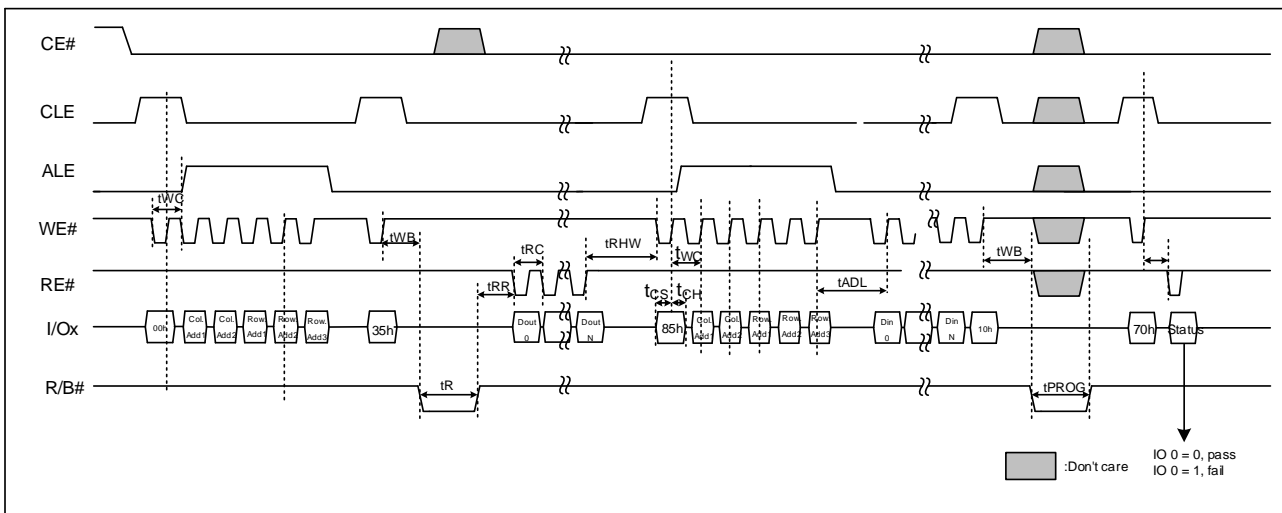 CE#
CLE
ALE
tWC
WE#
tWB
tRHW
tWC
tWB
tRC
RE#
tRR
tCS
tCH
tADL
I/Ox
00h
Col. Add1
Col. Add2
Row. Add1
Row. Add2
Row. Add3
35h
Dout 0
Dout N
85h
Col. Add1
Col. Add2
Row. Add1
Row. Add2
Row. Add3
Din 0
Din N
10h
70h
Status
R/B#
tR
tPROG
:Don't care
IO 0 = 0, pass
IO 0 = 1, fail